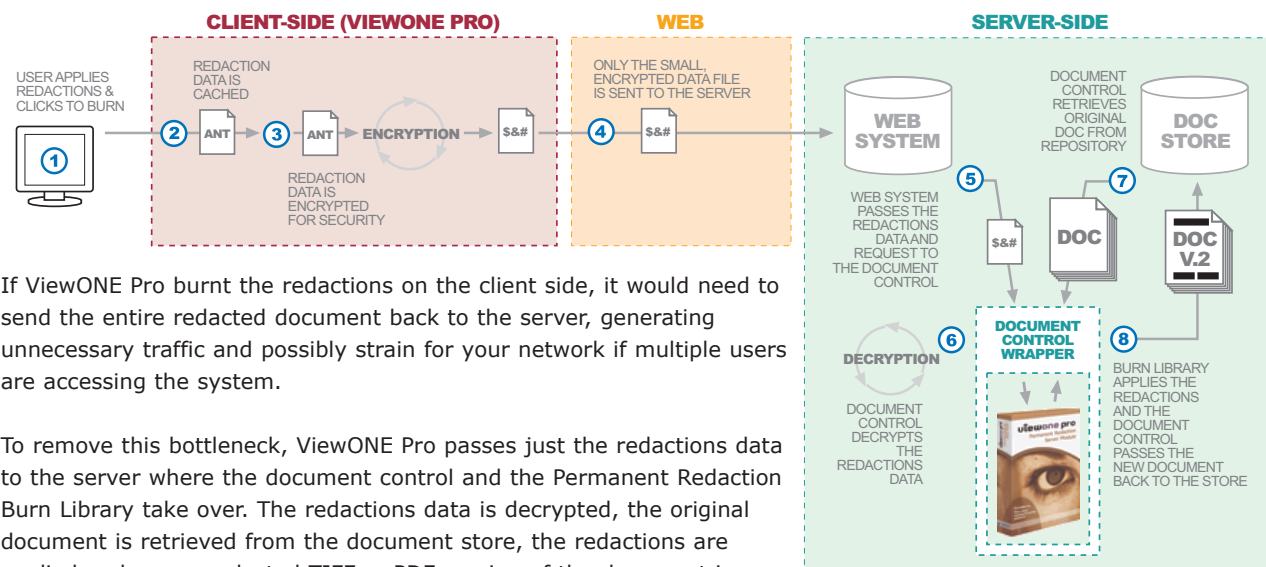 CLIENT-SIDE (VIEWONE PRO)
WEB
SERVER-SIDE
USER APPLIES
REDACTIONS &
CLICKS TO BURN
1
2
REDACTION
DATA IS
CACHED
ANT
3
ANT
REDACTION
DATA IS
ENCRYPTED
FOR SECURITY
ENCRYPTION
$&#
ONLY THE SMALL,
ENCRYPTED DATA FILE
IS SENT TO THE SERVER
4
$&#
WEB
SYSTEM
DOCUMENT
CONTROL
RETRIEVES
ORIGINAL
DOC FROM
REPOSITORY
DOC
STORE
5
WEB SYSTEM
PASSES THE
REDACTIONS
DATA AND
REQUEST TO
THE DOCUMENT
CONTROL
$&#
7
DOC
DOC
V.2
DECRYPTION
6
DOCUMENT
CONTROL
DECRYPTS
THE
REDACTIONS
DATA
DOCUMENT
CONTROL
WRAPPER
viewone pro
Permanent Redaction
Server Module
8
BURN LIBRARY
APPLIES THE
REDACTIONS
AND THE
DOCUMENT
CONTROL
PASSES THE
NEW DOCUMENT
BACK TO THE STORE
If ViewONE Pro burnt the redactions on the client side, it would need to
send the entire redacted document back to the server, generating
unnecessary traffic and possibly strain for your network if multiple users
are accessing the system.
To remove this bottleneck, ViewONE Pro passes just the redactions data
to the server where the document control and the Permanent Redaction
Burn Library take over. The redactions data is decrypted, the original
document is retrieved from the document store, the redactions are